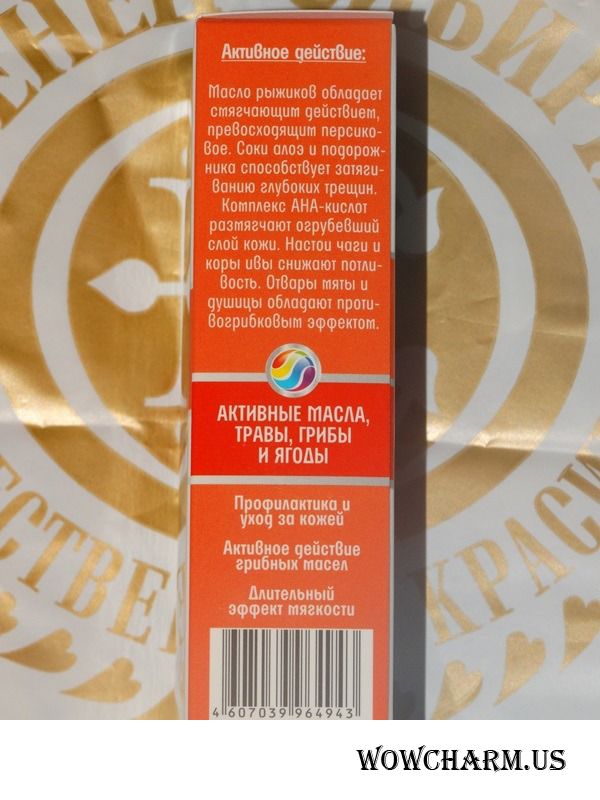 Активное действие:
Масло рыжиков обладает
смягчающим действием,
превосходящим персико-
вое. Соки алоэ и подорож-
ника способствует затяги-
ванию глубоких трещин.
Комплекс АНА-кислот
размягчают огрубевший
слой кожи. Настои чаги и
коры ивы снижают потли-
вость. Отвары мяты и
душицы обладают проти-
вогрибковым эффектом.
АКТИВНЫЕ МАСЛА,
ТРАВЫ, ГРИБЫ
И ЯГОДЫ
Профилактика и
уход за кожей
Активное действие
грибных масел
Длительный
эффект мягкости
4 607039 964943
WOWCHARM.US